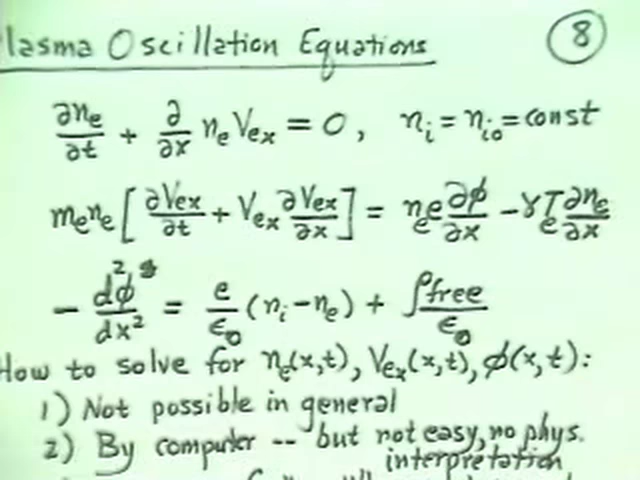 lasma Oscillation Equations 8
∂nₑ/∂t + ∂/∂x nₑVₑₓ = 0, nᵢ = nᵢ₀ = const
mₑnₑ[∂Vₑₓ/∂t + Vₑₓ ∂Vₑₓ/∂x] = nₑe ∂ϕ/∂x - γTₑ ∂nₑ/∂x
- d²ϕ/dx² = e/ϵ₀ (nᵢ - nₑ) + ρfree/ϵ₀
How to solve for nₑ(x,t), Vₑₓ(x,t), ϕ(x,t):
1) Not possible in general
2) By computer -- but not easy, no phys.
interpretation